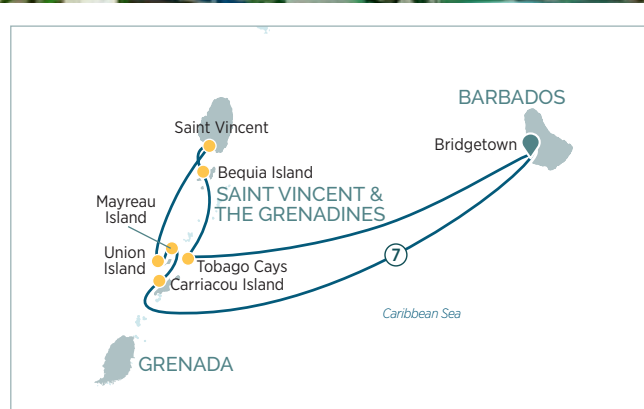 BARBADOS
Saint Vincent
Bridgetown
Bequia Island
SAINT VINCENT &
THE GRENADINES
Mayreau
Island
Union
Island
Tobago Cays
Carriacou Island
7
Caribbean Sea
GRENADA